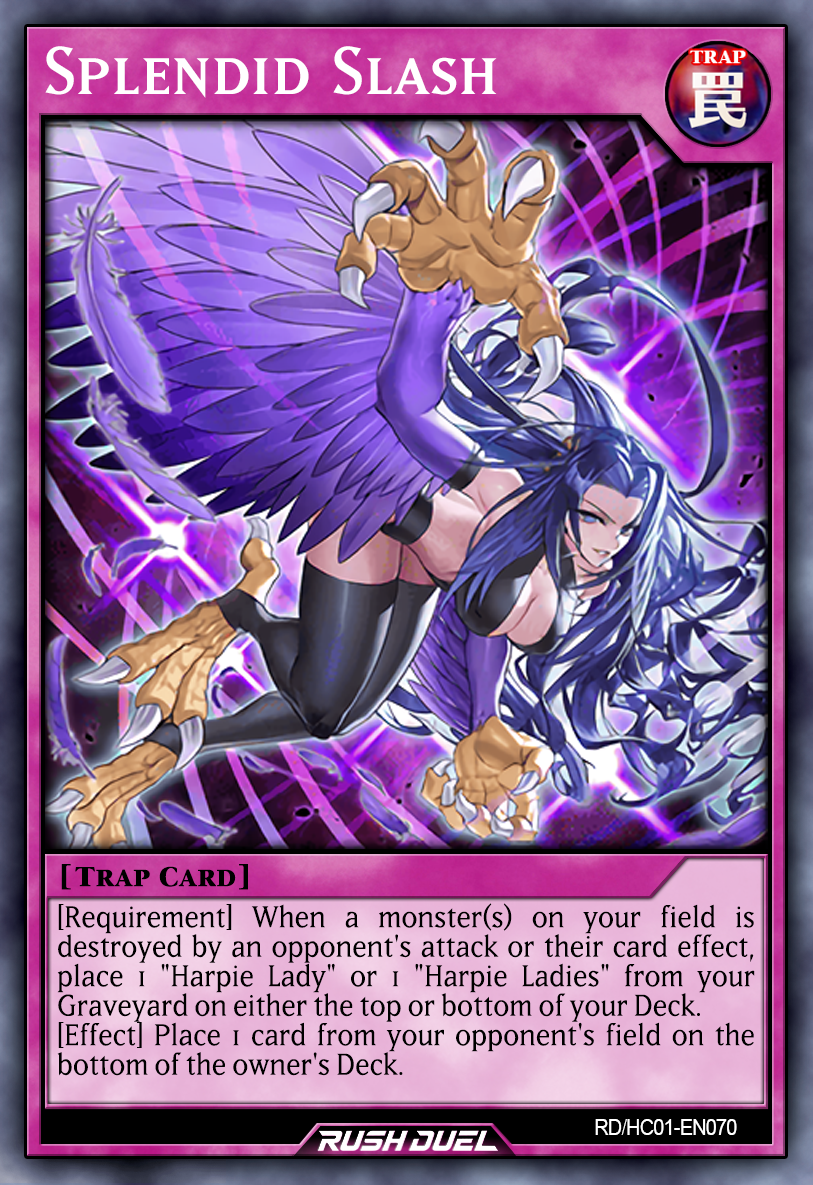 Splendid Slash
TRAP
罠
[Trap Card]
[Requirement] When a monster(s) on your field is
destroyed by an opponent's attack or their card effect,
place 1 "Harpie Lady" or 1 "Harpie Ladies" from your
Graveyard on either the top or bottom of your Deck.
[Effect] Place 1 card from your opponent's field on the
bottom of the owner's Deck.
RD/HC01-EN070
RUSH DUEL